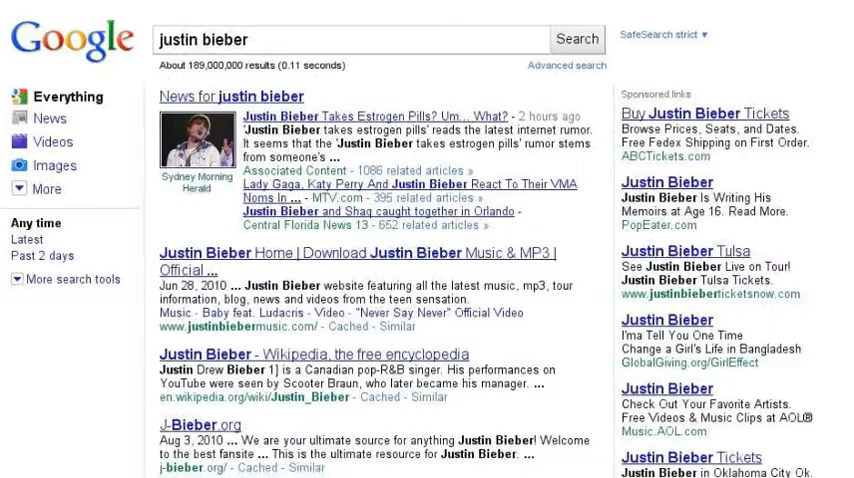 Google
justin bieber
Search
SafeSearch strict ▼
About 189,000,000 results (0.11 seconds)
Advanced search
Everything
News
Videos
Images
More
Any time
Latest
Past 2 days
More search tools
News for justin bieber
Justin Bieber Takes Estrogen Pills? Um... What? - 2 hours ago
'Justin Bieber takes estrogen pills' reads the latest internet rumor.
It seems that the 'Justin Bieber takes estrogen pills' rumor stems
from someone's ...
Sydney Morning
Herald
Associated Content - 1086 related articles »
Lady Gaga, Katy Perry And Justin Bieber React To Their VMA
Noms In ... - MTV.com - 395 related articles »
Justin Bieber and Shaq caught together in Orlando -
Central Florida News 13 - 652 related articles »
Justin Bieber Home | Download Justin Bieber Music & MP3 |
Official ...
Jun 28, 2010 ... Justin Bieber website featuring all the latest music, mp3, tour
information, blog, news and videos from the teen sensation.
Music - Baby feat. Ludacris - Video - "Never Say Never" Official Video
www.justinbiebermusic.com/ - Cached - Similar
Justin Bieber - Wikipedia, the free encyclopedia
Justin Drew Bieber 1] is a Canadian pop-R&B singer. His performances on
YouTube were seen by Scooter Braun, who later became his manager. ...
en.wikipedia.org/wiki/Justin_Bieber - Cached - Similar
J-Bieber.org
Aug 3, 2010 ... We are your ultimate source for anything Justin Bieber! Welcome
to the best fansite ... This is the ultimate resource for Justin Bieber. ...
j-bieber.org/ - Cached - Similar
Sponsored links
Buy Justin Bieber Tickets
Browse Prices, Seats, and Dates.
Free Fedex Shipping on First Order.
ABCTickets.com
Justin Bieber
Justin Bieber Is Writing His
Memoirs at Age 16. Read More.
PopEater.com
Justin Bieber Tulsa
See Justin Bieber Live on Tour!
Justin Bieber Tulsa Tickets.
www.justinbieberticketsnow.com
Justin Bieber
I'ma Tell You One Time
Change a Girl's Life in Bangladesh
GlobalGiving.org/GirlEffect
Justin Bieber
Check Out Your Favorite Artists.
Free Videos & Music Clips at AOL®
Music.AOL.com
Justin Bieber Tickets
Justin Bieber in Oklahoma City Ok.